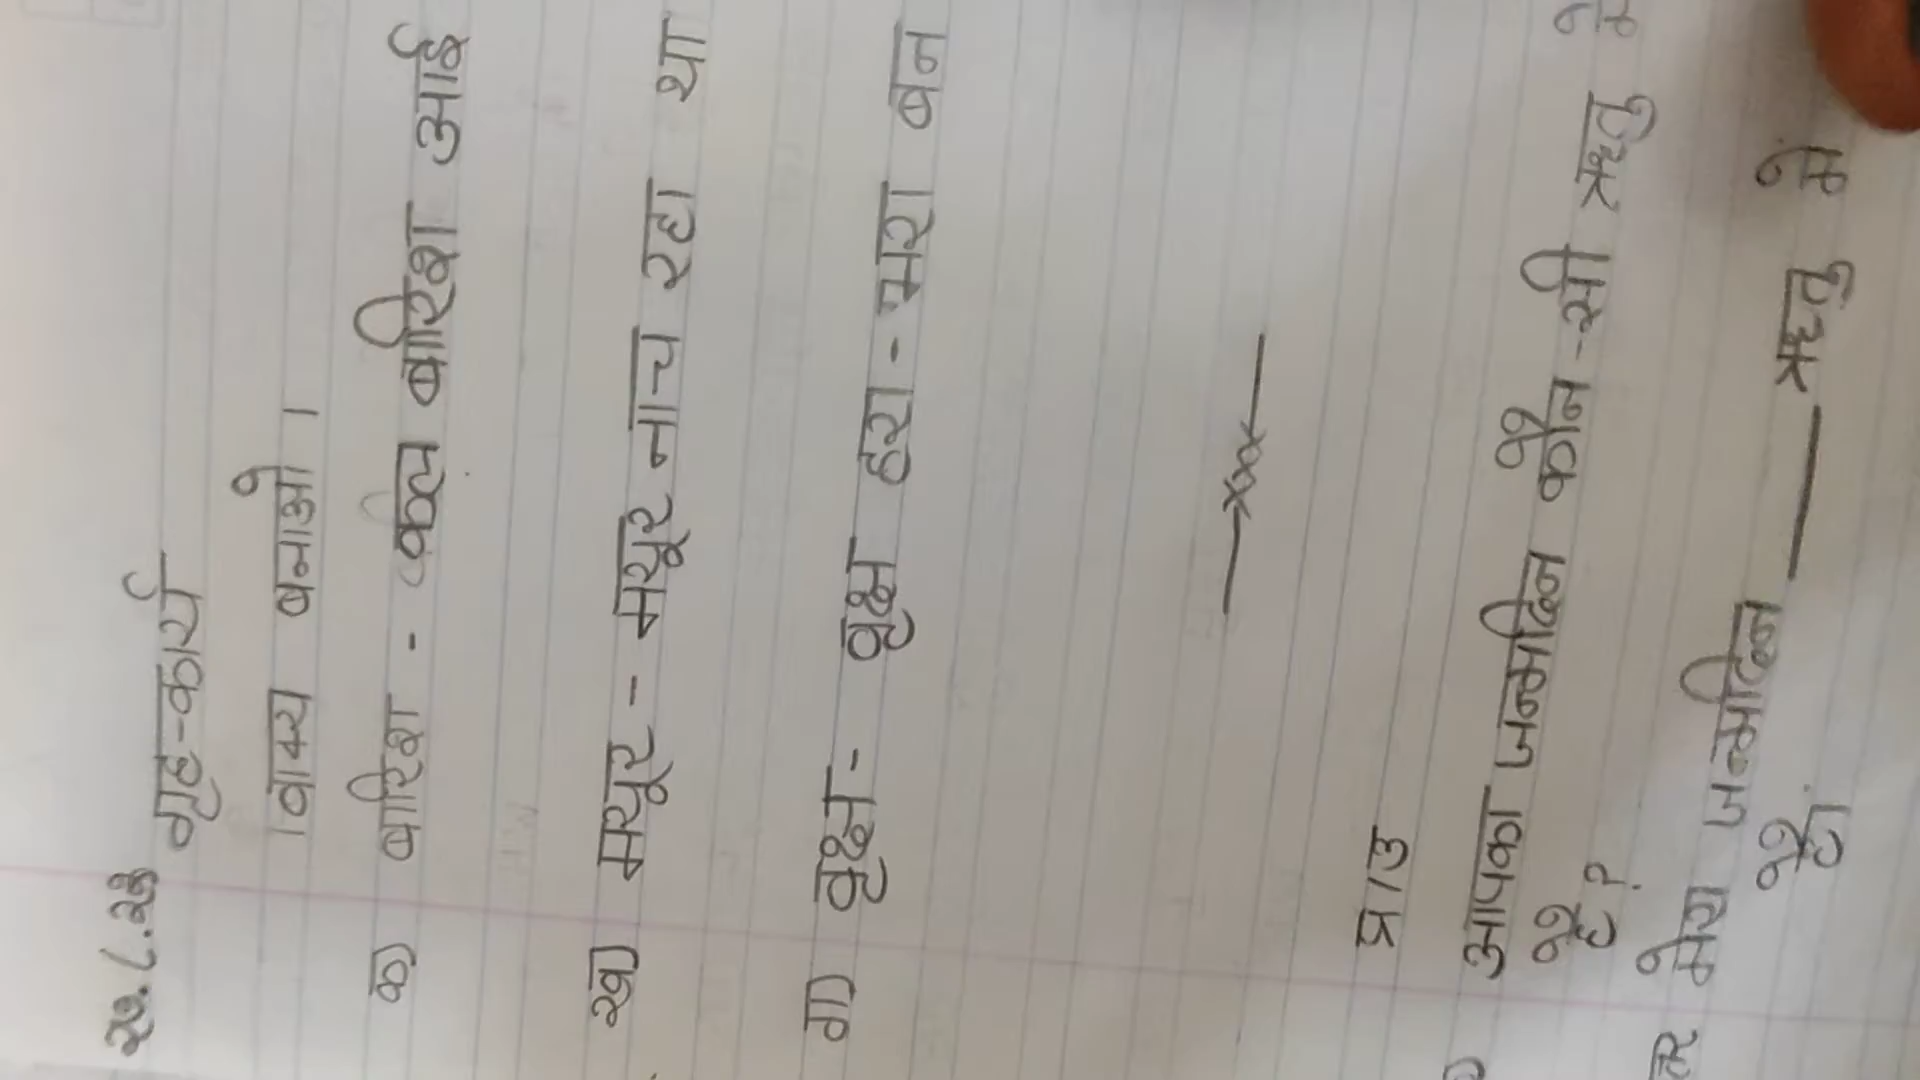 २७.८.२३ गृह-कार्य
वाक्य बनाओ ।
क) बारिश - कल बारिश आई
ख) मयूर - मयूर नाच रहा था
ग) वृक्ष - वृक्ष हरा - भरा बन
—xxx—
प्र/उ
आपका जन्मदिन कौन-सी ऋतु में
है ?
मेरा जन्मदिन —— ऋतु में
है।